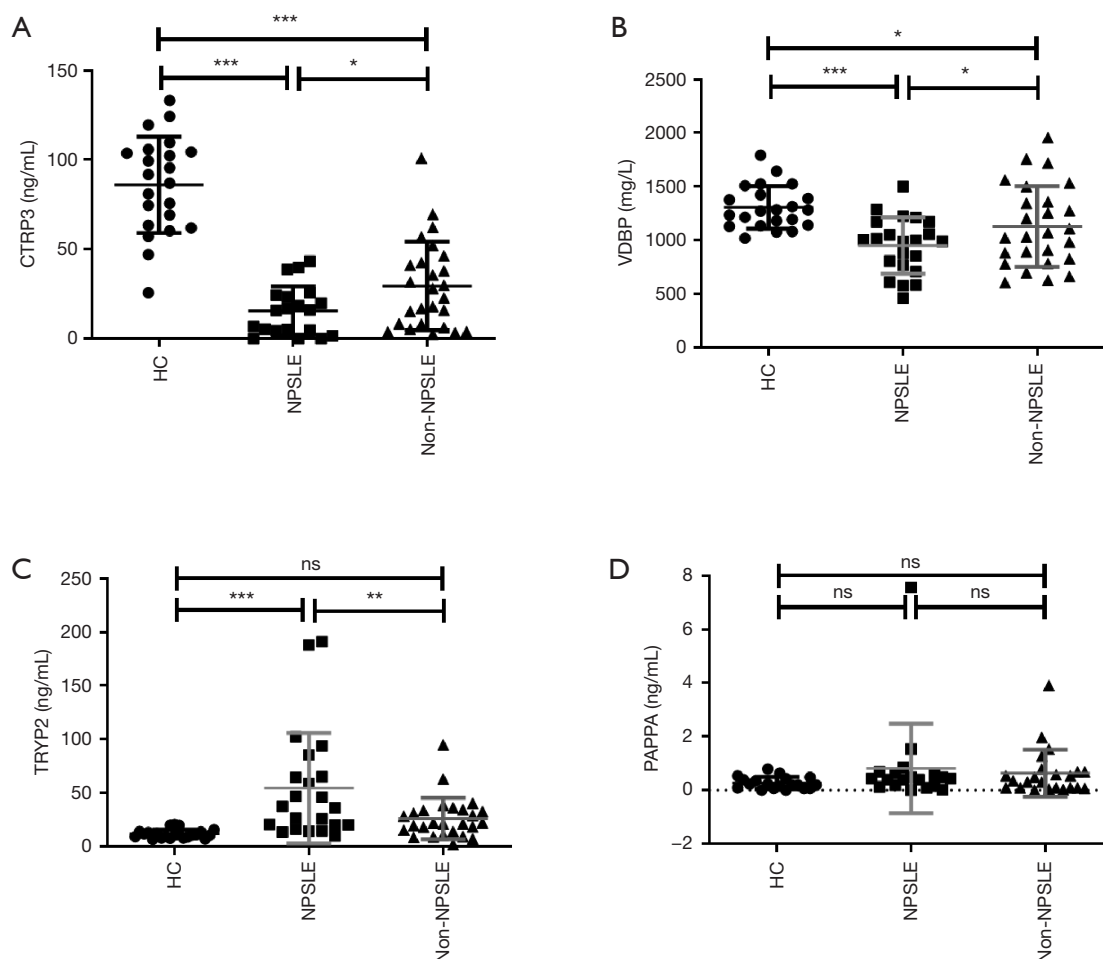 A
***
***
*
150
100
50
0
CTRP3 (ng/mL)
HC
NPSLE
Non-NPSLE
B
*
***
*
2500
2000
1500
1000
500
0
VDBP (mg/L)
HC
NPSLE
Non-NPSLE
C
ns
***
**
250
200
150
100
50
0
TRYP2 (ng/mL)
HC
NPSLE
Non-NPSLE
D
ns
ns
ns
8
6
4
2
0
–2
PAPPA (ng/mL)
HC
NPSLE
Non-NPSLE